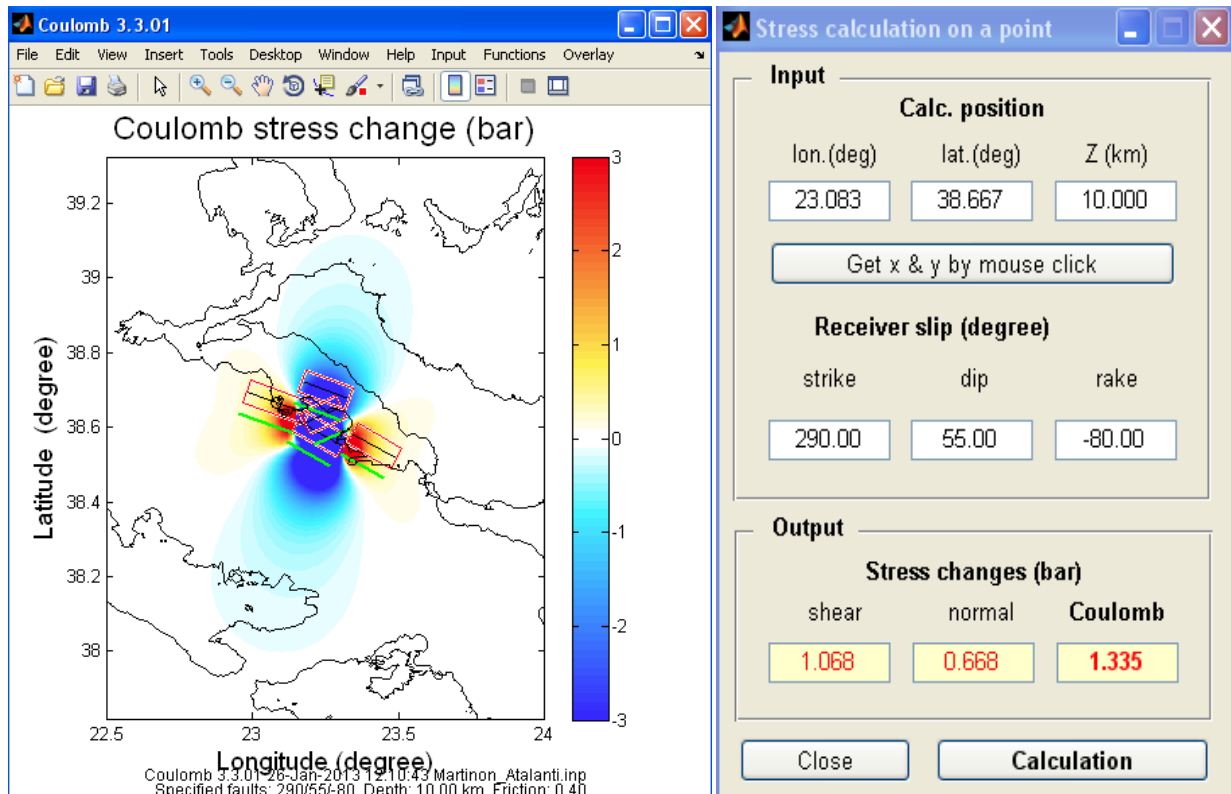 Coulomb 3.3.01
File Edit View Insert Tools Desktop Window Help Input Functions Overlay
Coulomb stress change (bar)
39.2
39
38.8
38.6
38.4
38.2
38
Latitude (degree)
22.5 23 23.5 24
Longitude (degree)
3
2
1
0
-1
-2
-3
Coulomb 3.3.01 26-Jan-2013 12:10:43 Martinon_Atalanti.inp
Specified faults: 290/55/-80 Depth: 10.00 km Friction: 0.40
Stress calculation on a point
Input
Calc. position
lon.(deg) lat.(deg) Z (km)
23.083 38.667 10.000
Get x & y by mouse click
Receiver slip (degree)
strike dip rake
290.00 55.00 -80.00
Output
Stress changes (bar)
shear normal Coulomb
1.068 0.668 1.335
Close Calculation